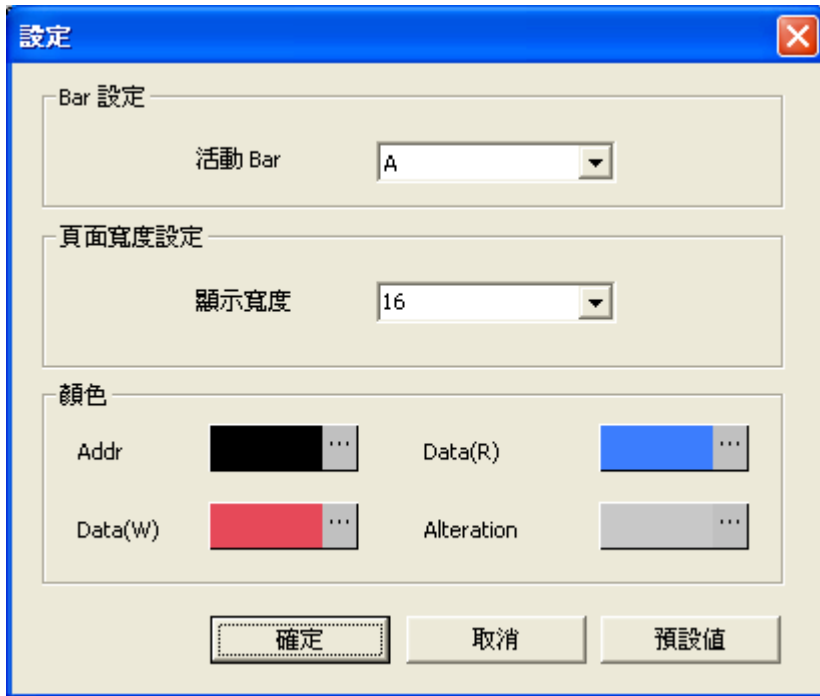 設定
Bar 設定
活動 Bar
A
頁面寬度設定
顯示寬度
16
顏色
Addr
...
Data(R)
...
Data(W)
...
Alteration
...
確定
取消
預設值